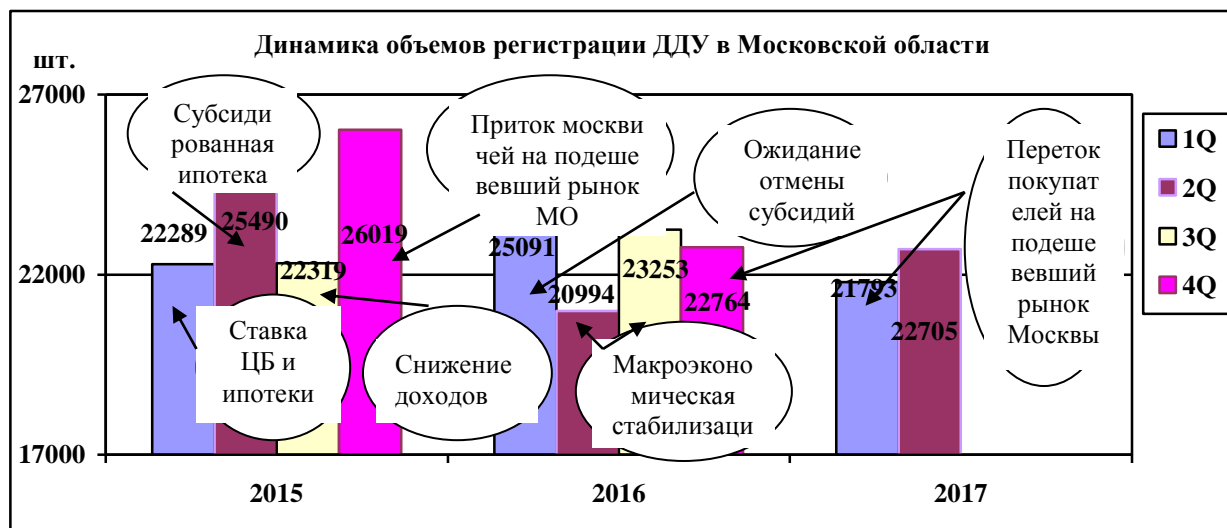 Динамика объемов регистрации ДДУ в Московской области
шт.
27000
22000
17000
Субсиди
рованная
ипотека
Приток москви
чей на подеше
вевший рынок
МО
Ожидание
отмены
субсидий
Переток
покупат
елей на
подеше
вевший
рынок
Москвы
22289
25490
22319
26019
25091
20994
23253
22764
21793
22705
Ставка
ЦБ и
ипотеки
Снижение
доходов
Макроэконо
мическая
стабилизаци
2015
2016
2017
1Q
2Q
3Q
4Q